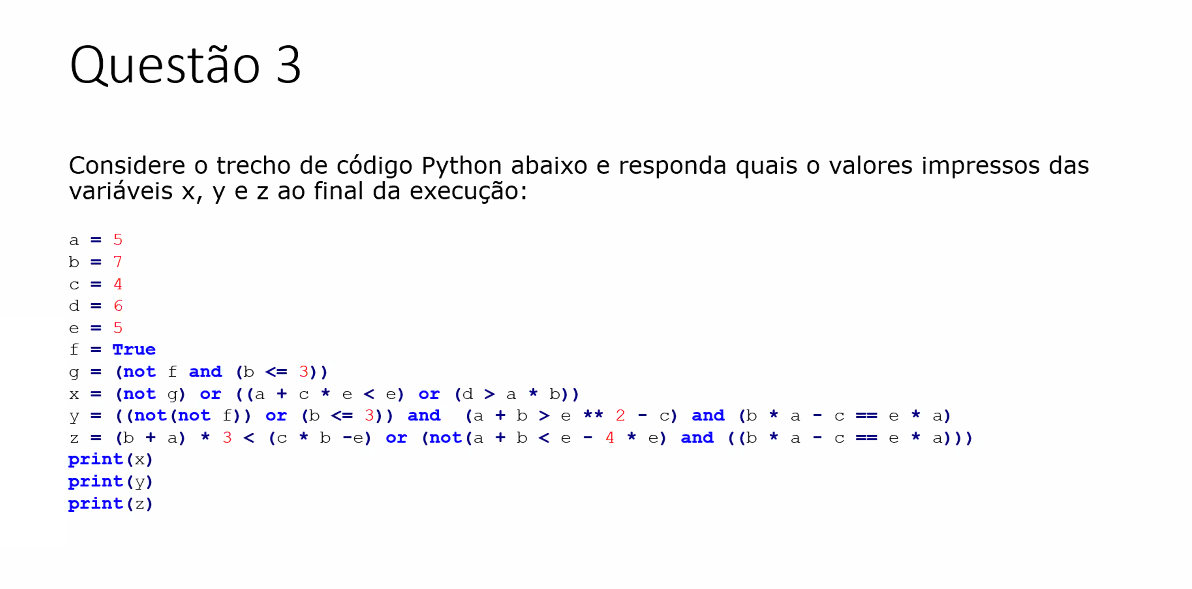 Questão 3
Considere o trecho de código Python abaixo e responda quais o valores impressos das
variáveis x, y e z ao final da execução:
a = 5
b = 7
c = 4
d = 6
e = 5
f = True
g = (not f and (b <= 3))
x = (not g) or ((a + c * e < e) or (d > a * b))
y = ((not(not f)) or (b <= 3)) and  (a + b > e ** 2 - c) and (b * a - c == e * a)
z = (b + a) * 3 < (c * b -e) or (not(a + b < e - 4 * e) and ((b * a - c == e * a)))
print(x)
print(y)
print(z)